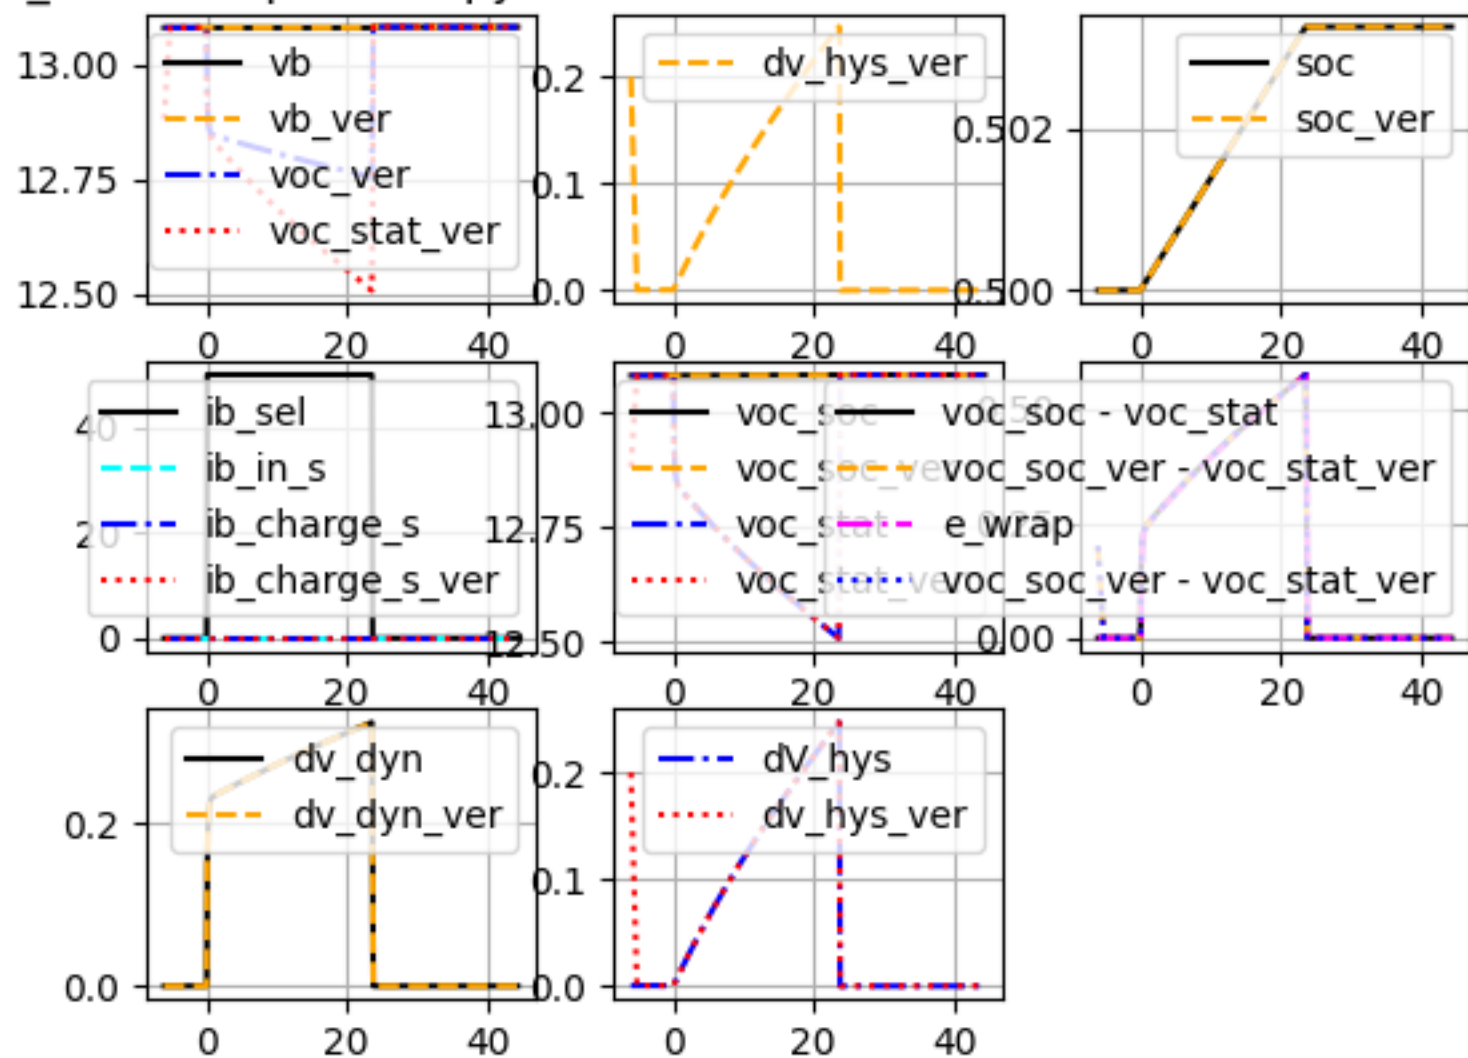 13.00
12.75
12.50
vb
vb_ver
voc_ver
voc_stat_ver
0 20 40
0.2
0.1
0.0
dv_hys_ver
0 20 40
0.502
0.500
soc
soc_ver
0 20 40
40
20
0
ib_sel
ib_in_s
ib_charge_s
ib_charge_s_ver
0 20 40
13.00
12.75
12.50
voc_soc
voc_soc_ver
voc_stat
voc_stat_ver
0 20 40
0.00
voc_soc - voc_stat
voc_soc_ver - voc_stat_ver
e_wrap
voc_soc_ver - voc_stat_ver
0 20 40
0.2
0.0
dv_dyn
dv_dyn_ver
0 20 40
0.2
0.1
0.0
dV_hys
dv_hys_ver
0 20 40